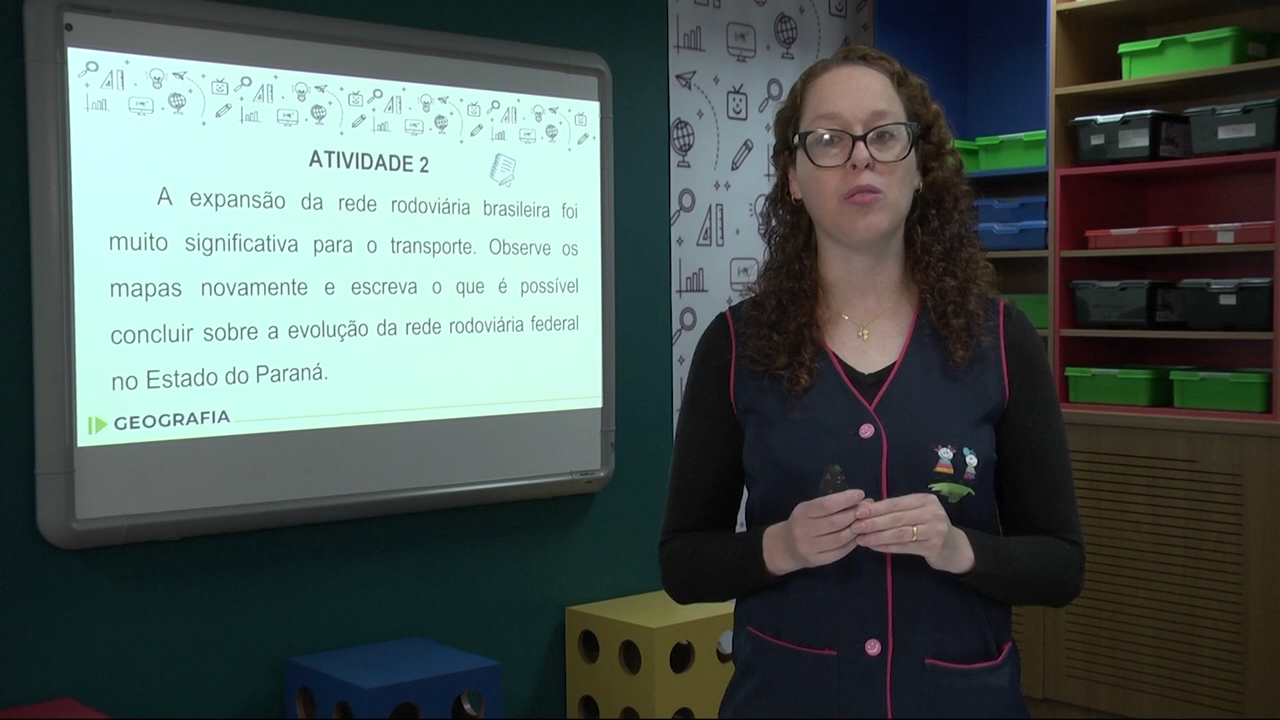 ATIVIDADE 2
A expansão da rede rodoviária brasileira foi
muito significativa para o transporte. Observe os
mapas novamente e escreva o que é possível
concluir sobre a evolução da rede rodoviária federal
no Estado do Paraná.
GEOGRAFIA